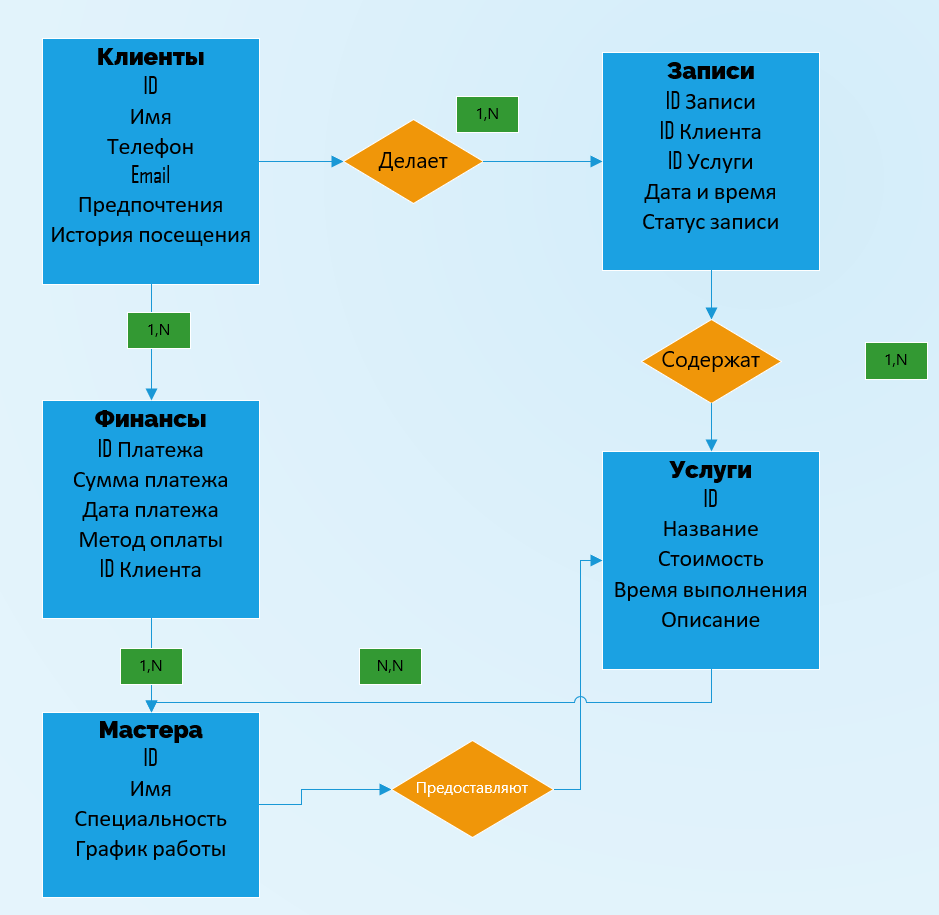 Клиенты
ID
Имя
Телефон
Email
Предпочтения
История посещения
1,N
Делает
Записи
ID Записи
ID Клиента
ID Услуги
Дата и время
Статус записи
1,N
Содержат
1,N
Финансы
ID Платежа
Сумма платежа
Дата платежа
Метод оплаты
ID Клиента
Услуги
ID
Название
Стоимость
Время выполнения
Описание
1,N
N,N
Мастера
ID
Имя
Специальность
График работы
Предоставляют